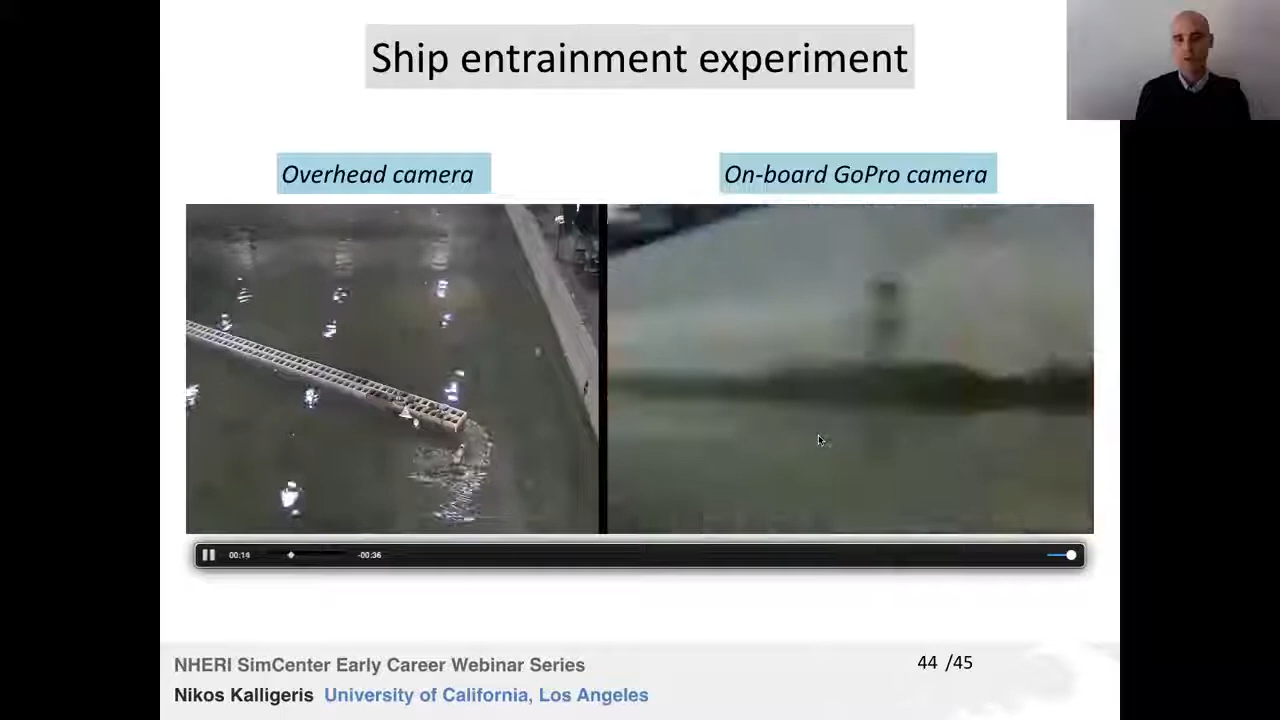 Ship entrainment experiment
Overhead camera
On-board GoPro camera
00:14
-00:36
NHERI SimCenter Early Career Webinar Series
44 /45
Nikos Kalligeris University of California, Los Angeles